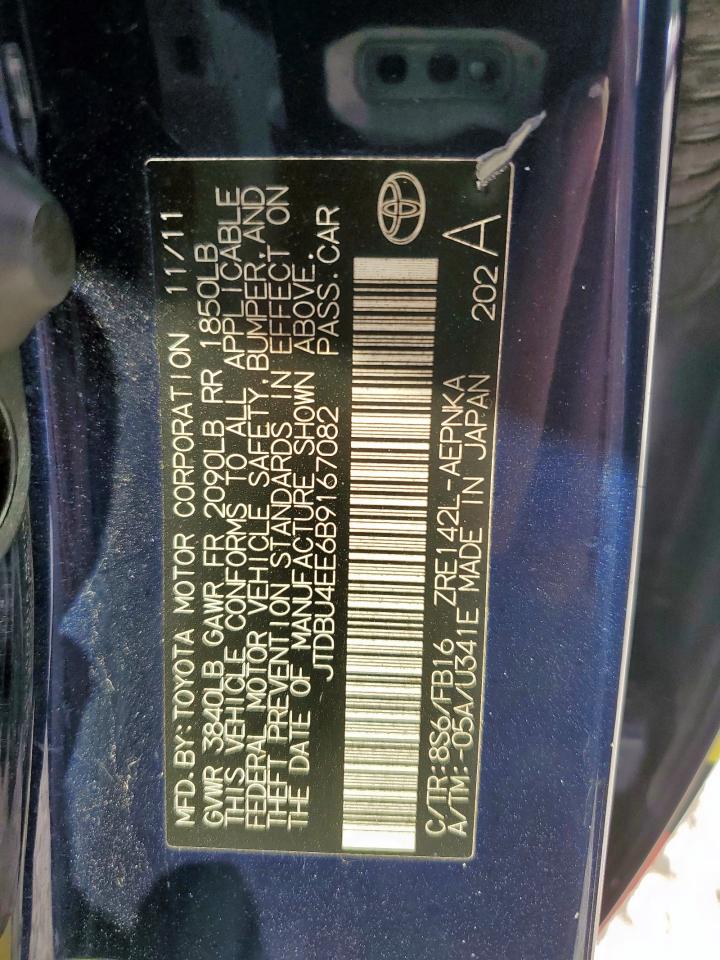 MFD.BY:TOYOTA MOTOR CORPORATION 11/11
GVWR 3840LB GAWR FR 2090LB RR 1850LB
THIS VEHICLE CONFORMS TO ALL APPLICABLE
FEDERAL MOTOR VEHICLE SAFETY,BUMPER,AND
THEFT PREVENTION STANDARDS IN EFFECT ON
THE DATE OF MANUFACTURE SHOWN ABOVE.
JTDBU4EE6B9167082 PASS.CAR
C/TR:8S6/FB16 ZRE142L-AEPNKA
A/TM:-05A/U341E MADE IN JAPAN 202 A